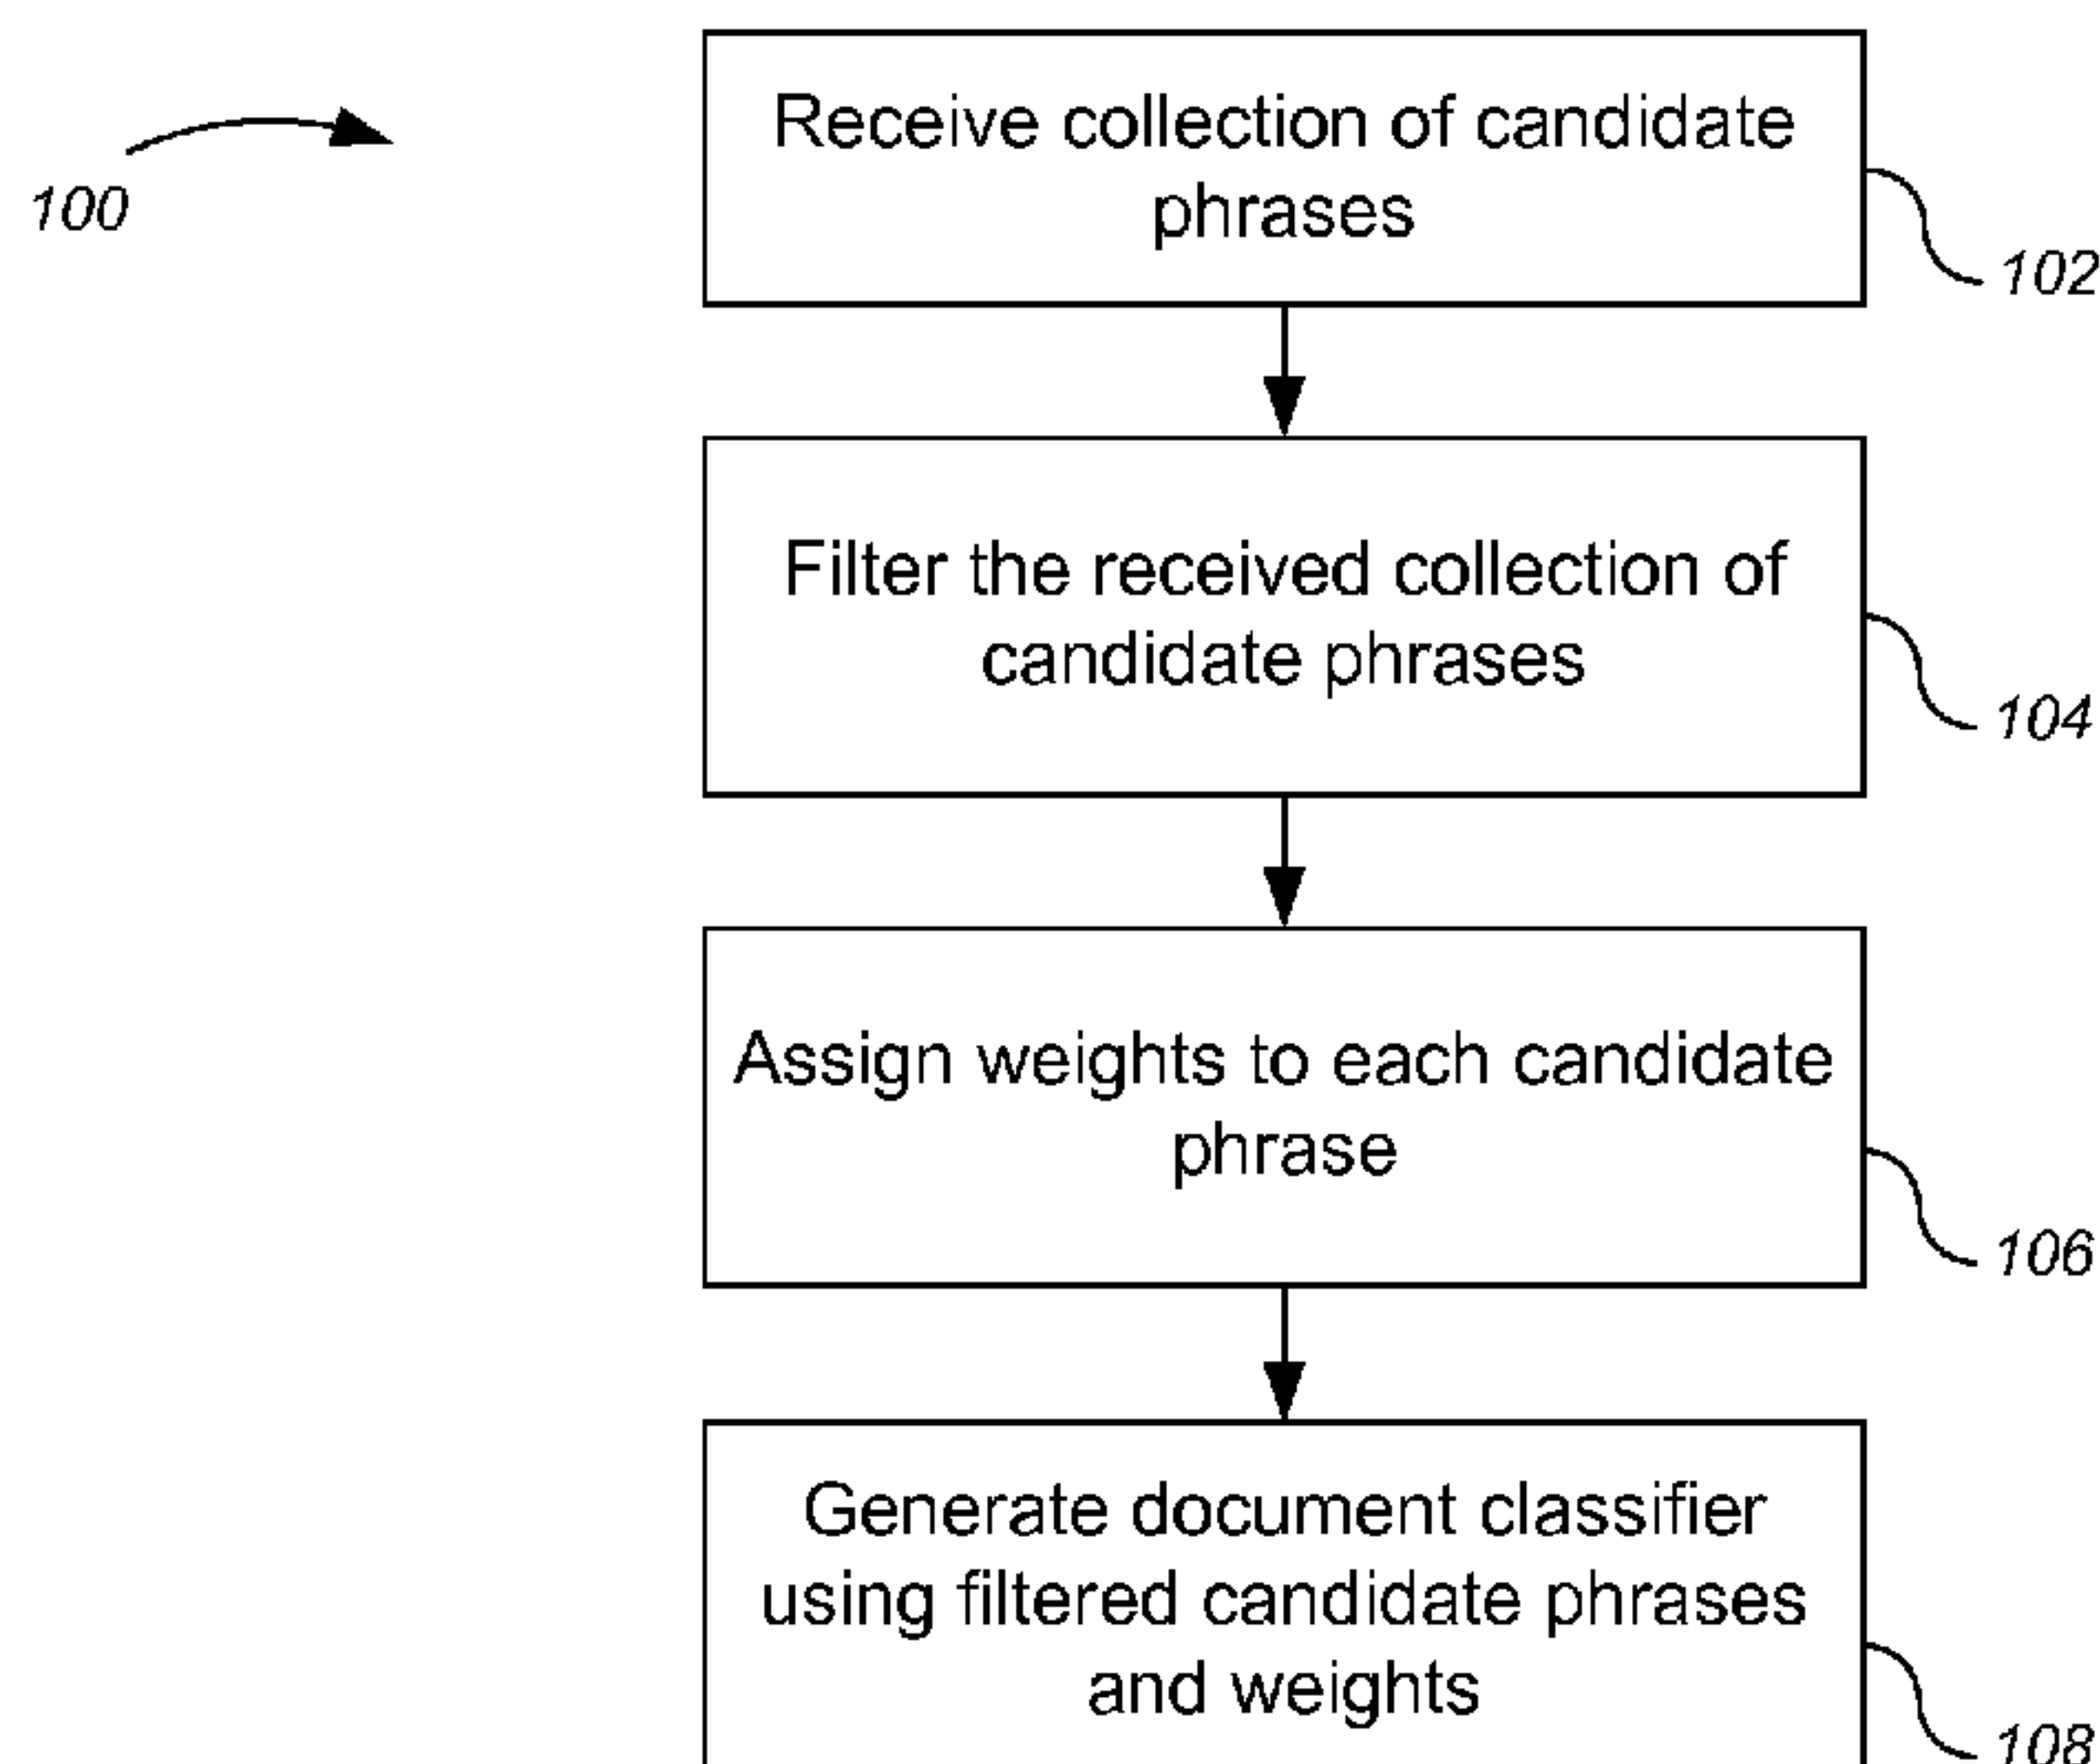 Receive collection of candidate
phrases
100
102
Filter the received collection of
candidate phrases
104
Assign weights to each candidate
phrase
106
Generate document classifier
using filtered candidate phrases
and weights
108